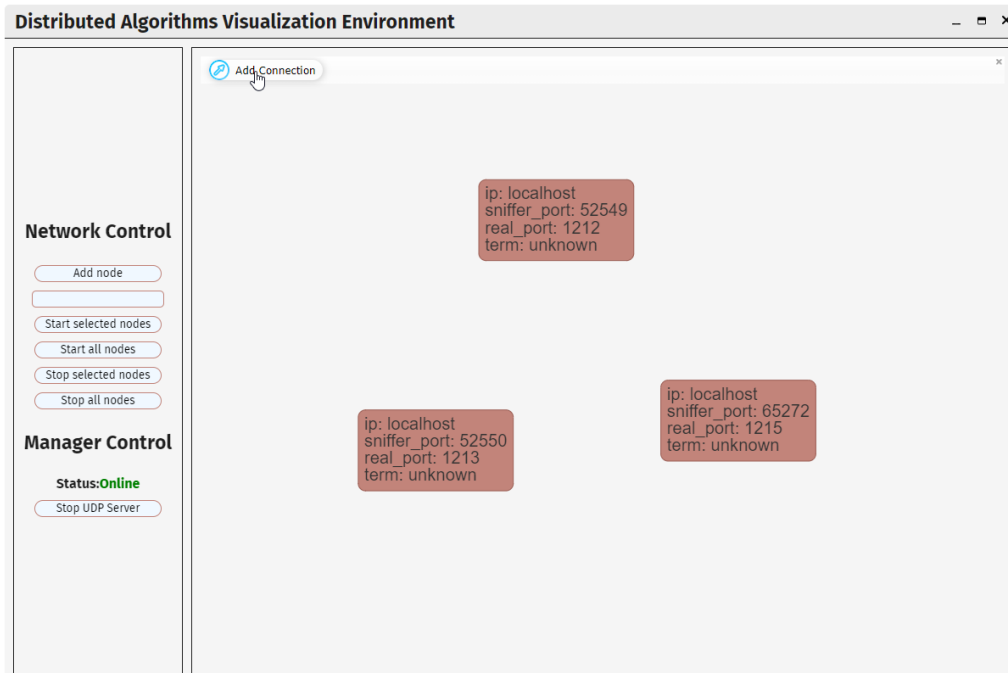 Distributed Algorithms Visualization Environment
Add Connection
Network Control
Add node
Start selected nodes
Start all nodes
Stop selected nodes
Stop all nodes
Manager Control
Status:Online
Stop UDP Server
ip: localhost
sniffer_port: 52549
real_port: 1212
term: unknown
ip: localhost
sniffer_port: 52550
real_port: 1213
term: unknown
ip: localhost
sniffer_port: 65272
real_port: 1215
term: unknown